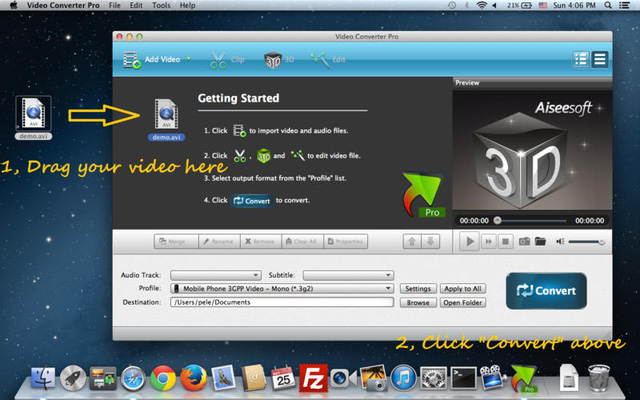 Video Converter Pro File Edit Tools Help
21% Sun 4:06 PM
Video Converter Pro
Add Video Clip 3D Edit
Preview
demo.avi
demo.avi
AVI
AVI
1, Drag your video here
Getting Started
1. Click to import video and audio files.
2. Click , and to edit video file.
3. Select output format from the "Profile" list.
4. Click Convert to convert.
Pro
Aiseesoft
3D
00:00:00 00:00:00
Merge Rename Remove Clear All Properties
Audio Track: Subtitle:
Profile: Mobile Phone 3GPP Video - Mono (*.3g2) Settings Apply to All
Destination: /Users/pele/Documents Browse Open Folder
Convert
2, Click "Convert" above
25
FZ
Pro